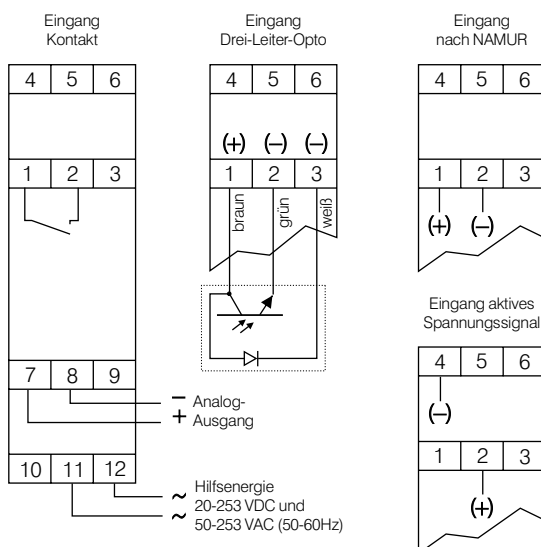 Eingang
Kontakt
4 5 6
1 2 3
7 8 9
− Analog-
+ Ausgang
10 11 12
~ Hilfsenergie
20-253 VDC und
~ 50-253 VAC (50-60Hz)
Eingang
Drei-Leiter-Opto
4 5 6
(+) (−) (−)
1 2 3
braun
grün
weiß
Eingang
nach NAMUR
4 5 6
1 2 3
(+) (−)
Eingang aktives
Spannungssignal
4 5 6
(−)
1 2 3
(+)